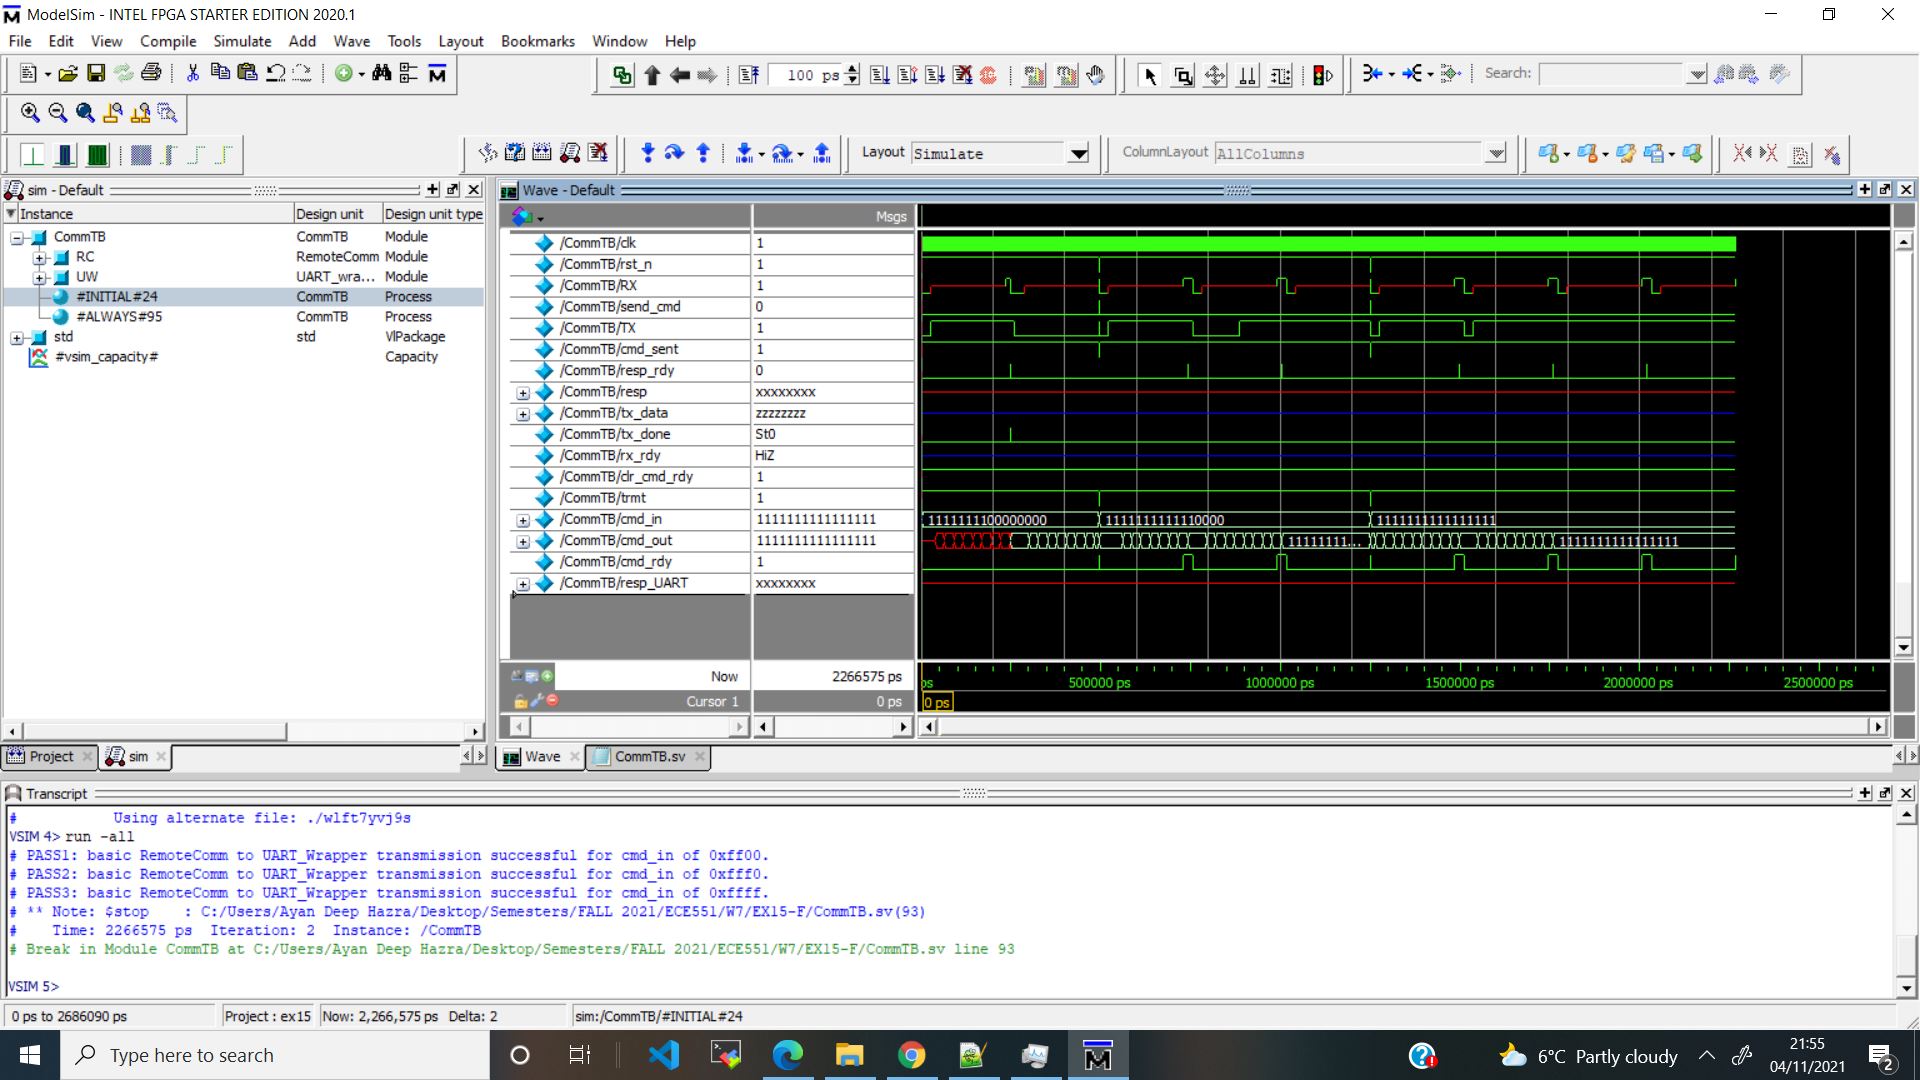 ModelSim - INTEL FPGA STARTER EDITION 2020.1
File Edit View Compile Simulate Add Wave Tools Layout Bookmarks Window Help
100 ps
Search:
Layout Simulate
ColumnLayout AllColumns
sim - Default
Instance Design unit Design unit type
CommTB CommTB Module
RC RemoteComm Module
UW UART_wra... Module
#INITIAL#24 CommTB Process
#ALWAYS#95 CommTB Process
std std VlPackage
#vsim_capacity# Capacity
Project sim
Wave - Default
Msgs
/CommTB/clk 1
/CommTB/rst_n 1
/CommTB/RX 1
/CommTB/send_cmd 0
/CommTB/TX 1
/CommTB/cmd_sent 1
/CommTB/resp_rdy 0
/CommTB/resp xxxxxxxx
/CommTB/tx_data zzzzzzzz
/CommTB/tx_done St0
/CommTB/rx_rdy HiZ
/CommTB/clr_cmd_rdy 1
/CommTB/trmt 1
/CommTB/cmd_in 1111111111111111 1111111100000000 1111111111110000 1111111111111111
/CommTB/cmd_out 1111111111111111 11111111... 1111111111111111
/CommTB/cmd_rdy 1
/CommTB/resp_UART xxxxxxxx
Now 2266575 ps
ps 500000 ps 1000000 ps 1500000 ps 2000000 ps 2500000 ps
Cursor 1 0 ps 0 ps
Wave CommTB.sv
Transcript
# Using alternate file: ./wlft7yvj9s
VSIM 4> run -all
# PASS1: basic RemoteComm to UART_Wrapper transmission successful for cmd_in of 0xff00.
# PASS2: basic RemoteComm to UART_Wrapper transmission successful for cmd_in of 0xfff0.
# PASS3: basic RemoteComm to UART_Wrapper transmission successful for cmd_in of 0xffff.
# ** Note: $stop : C:/Users/Ayan Deep Hazra/Desktop/Semesters/FALL 2021/ECE551/W7/EX15-F/CommTB.sv(93)
# Time: 2266575 ps Iteration: 2 Instance: /CommTB
# Break in Module CommTB at C:/Users/Ayan Deep Hazra/Desktop/Semesters/FALL 2021/ECE551/W7/EX15-F/CommTB.sv line 93
VSIM 5>
0 ps to 2686090 ps Project : ex15 Now: 2,266,575 ps Delta: 2 sim:/CommTB/#INITIAL#24
Type here to search
6°C Partly cloudy
21:55
04/11/2021
2